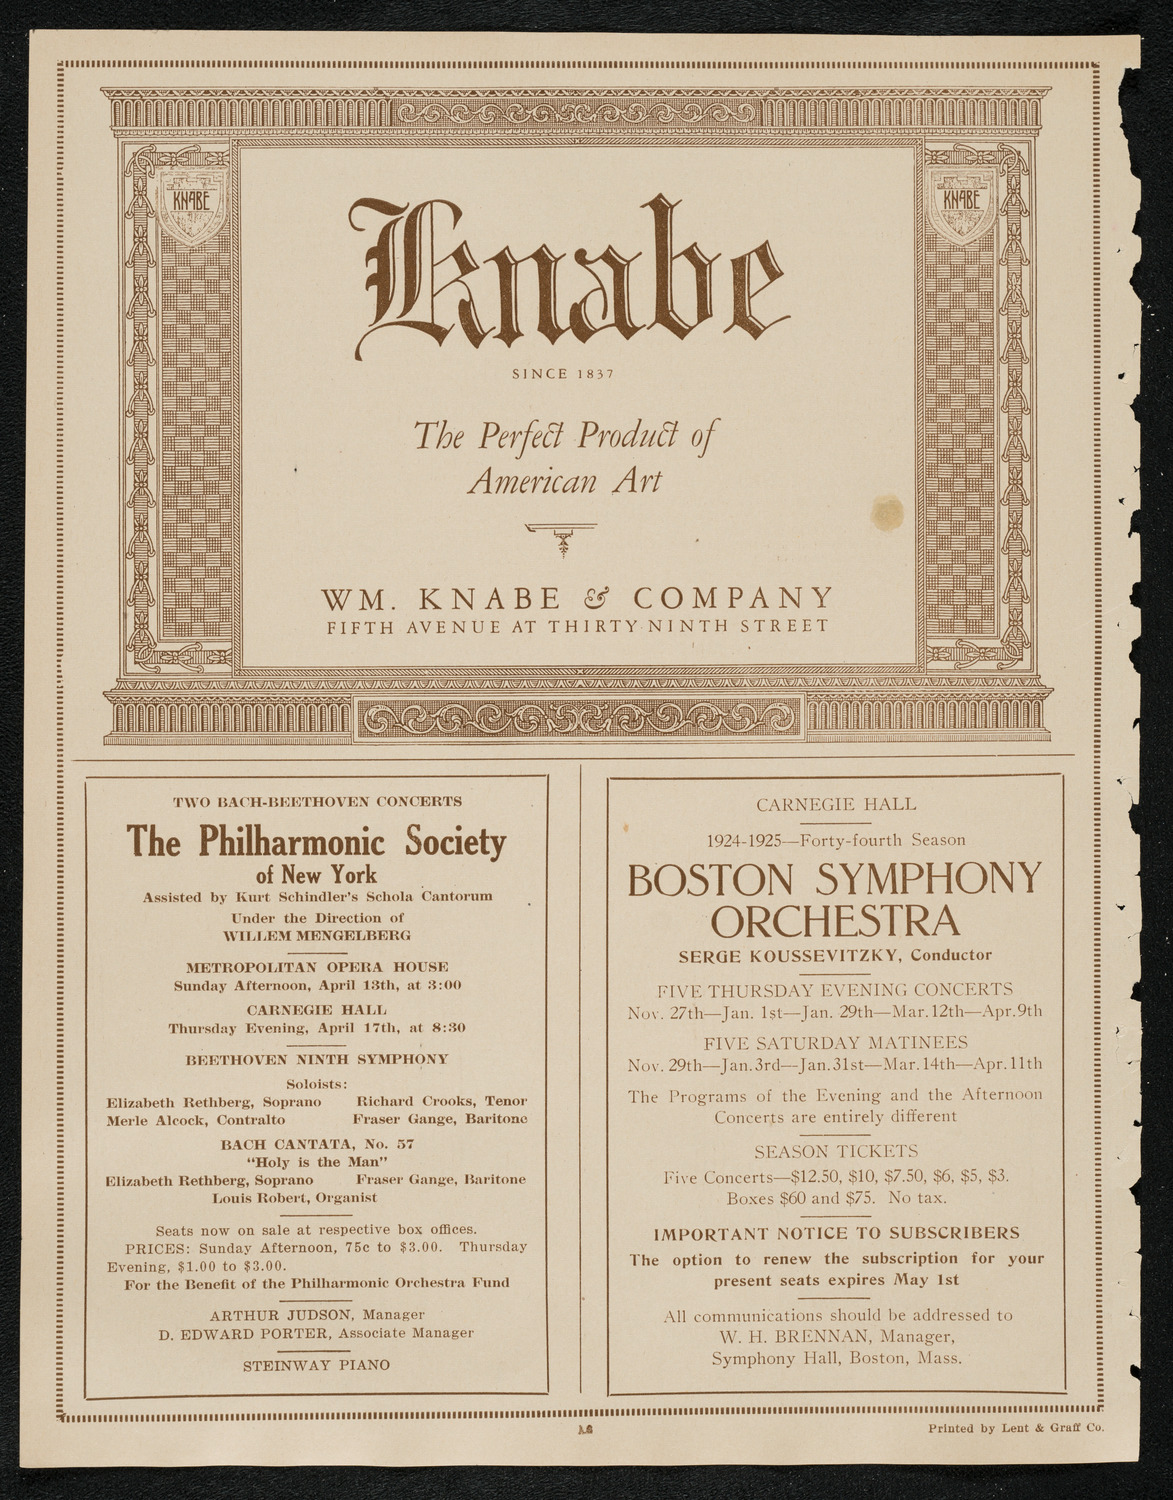 KNABE
KNABE
Knabe
SINCE 1837
The Perfect Product of
American Art
WM. KNABE & COMPANY
FIFTH AVENUE AT THIRTY-NINTH STREET
TWO BACH-BEETHOVEN CONCERTS
The Philharmonic Society
of New York
Assisted by Kurt Schindler's Schola Cantorum
Under the Direction of
WILLEM MENGELBERG
METROPOLITAN OPERA HOUSE
Sunday Afternoon, April 13th, at 3:00
CARNEGIE HALL
Thursday Evening, April 17th, at 8:30
BEETHOVEN NINTH SYMPHONY
Soloists:
Elizabeth Rethberg, Soprano Richard Crooks, Tenor
Merle Alcock, Contralto Fraser Gange, Baritone
BACH CANTATA, No. 57
"Holy is the Man"
Elizabeth Rethberg, Soprano Fraser Gange, Baritone
Louis Robert, Organist
Seats now on sale at respective box offices.
PRICES: Sunday Afternoon, 75c to $3.00. Thursday
Evening, $1.00 to $3.00.
For the Benefit of the Philharmonic Orchestra Fund
ARTHUR JUDSON, Manager
D. EDWARD PORTER, Associate Manager
STEINWAY PIANO
CARNEGIE HALL
1924-1925—Forty-fourth Season
BOSTON SYMPHONY
ORCHESTRA
SERGE KOUSSEVITZKY, Conductor
FIVE THURSDAY EVENING CONCERTS
Nov. 27th—Jan. 1st—Jan. 29th—Mar. 12th—Apr. 9th
FIVE SATURDAY MATINEES
Nov. 29th—Jan. 3rd—Jan. 31st—Mar. 14th—Apr. 11th
The Programs of the Evening and the Afternoon
Concerts are entirely different
SEASON TICKETS
Five Concerts—$12.50, $10, $7.50, $6, $5, $3.
Boxes $60 and $75. No tax.
IMPORTANT NOTICE TO SUBSCRIBERS
The option to renew the subscription for your
present seats expires May 1st
All communications should be addressed to
W. H. BRENNAN, Manager,
Symphony Hall, Boston, Mass.
Printed by Lent & Graff Co.